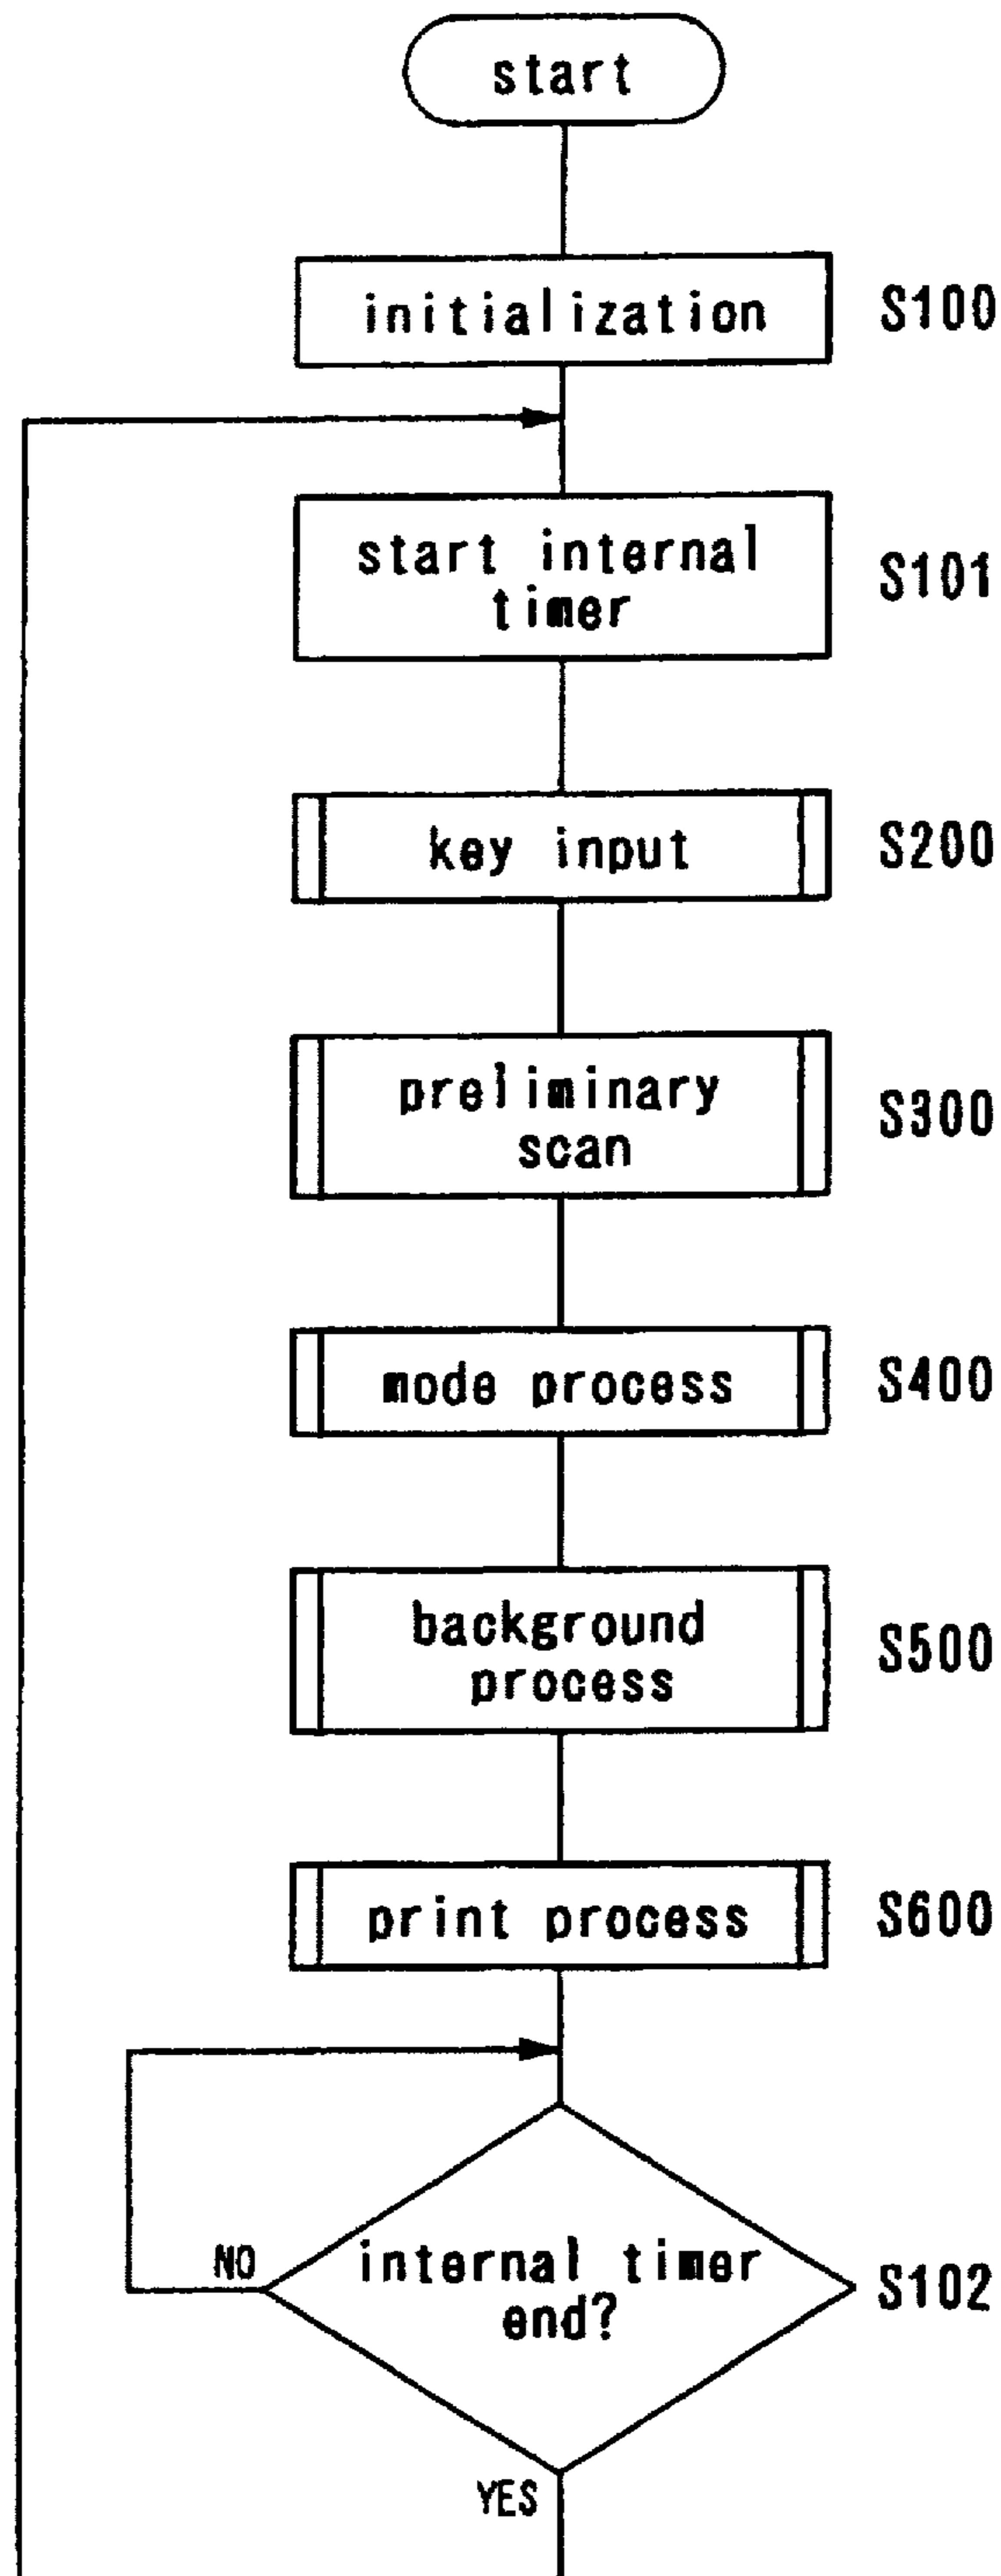 start
initialization
S100
start internal
timer
S101
key input
S200
preliminary
scan
S300
mode process
S400
background
process
S500
print process
S600
NO
internal timer
end?
S102
YES